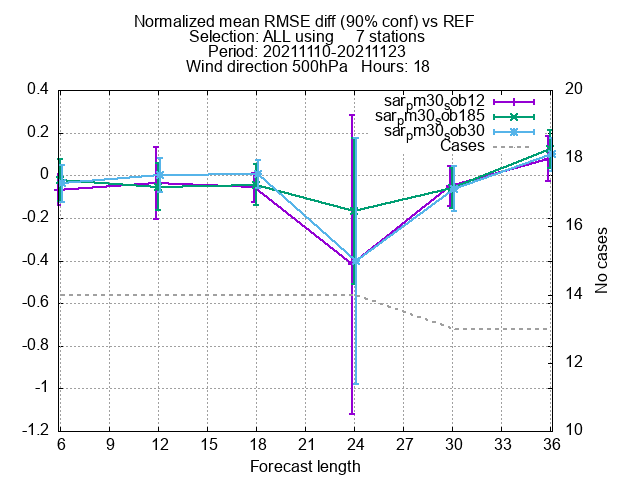 Normalized mean RMSE diff (90% conf) vs REF
Selection: ALL using 7 stations
Period: 20211110-20211123
Wind direction 500hPa Hours: 18
sar_pm30_sob12
sar_pm30_sob185
sar_pm30_sob30
Cases
0.4
0.2
0
-0.2
-0.4
-0.6
-0.8
-1
-1.2
20
18
16
14
12
10
No cases
6 9 12 15 18 21 24 27 30 33 36
Forecast length